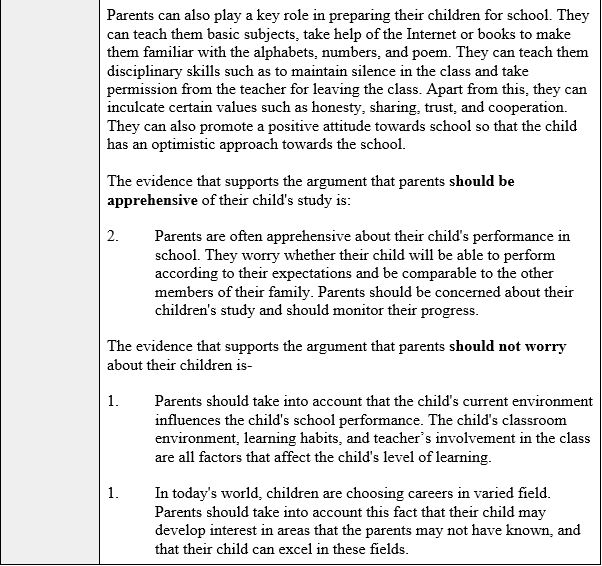 Parents can also play a key role in preparing their children for school. They
can teach them basic subjects, take help of the Internet or books to make
them familiar with the alphabets, numbers, and poem. They can teach them
disciplinary skills such as to maintain silence in the class and take
permission from the teacher for leaving the class. Apart from this, they can
inculcate certain values such as honesty, sharing, trust, and cooperation.
They can also promote a positive attitude towards school so that the child
has an optimistic approach towards the school.
The evidence that supports the argument that parents should be
apprehensive of their child's study is:
2. Parents are often apprehensive about their child's performance in
school. They worry whether their child will be able to perform
according to their expectations and be comparable to the other
members of their family. Parents should be concerned about their
children's study and should monitor their progress.
The evidence that supports the argument that parents should not worry
about their children is-
1. Parents should take into account that the child's current environment
influences the child's school performance. The child's classroom
environment, learning habits, and teacher’s involvement in the class
are all factors that affect the child's level of learning.
1. In today's world, children are choosing careers in varied field.
Parents should take into account this fact that their child may
develop interest in areas that the parents may not have known, and
that their child can excel in these fields.